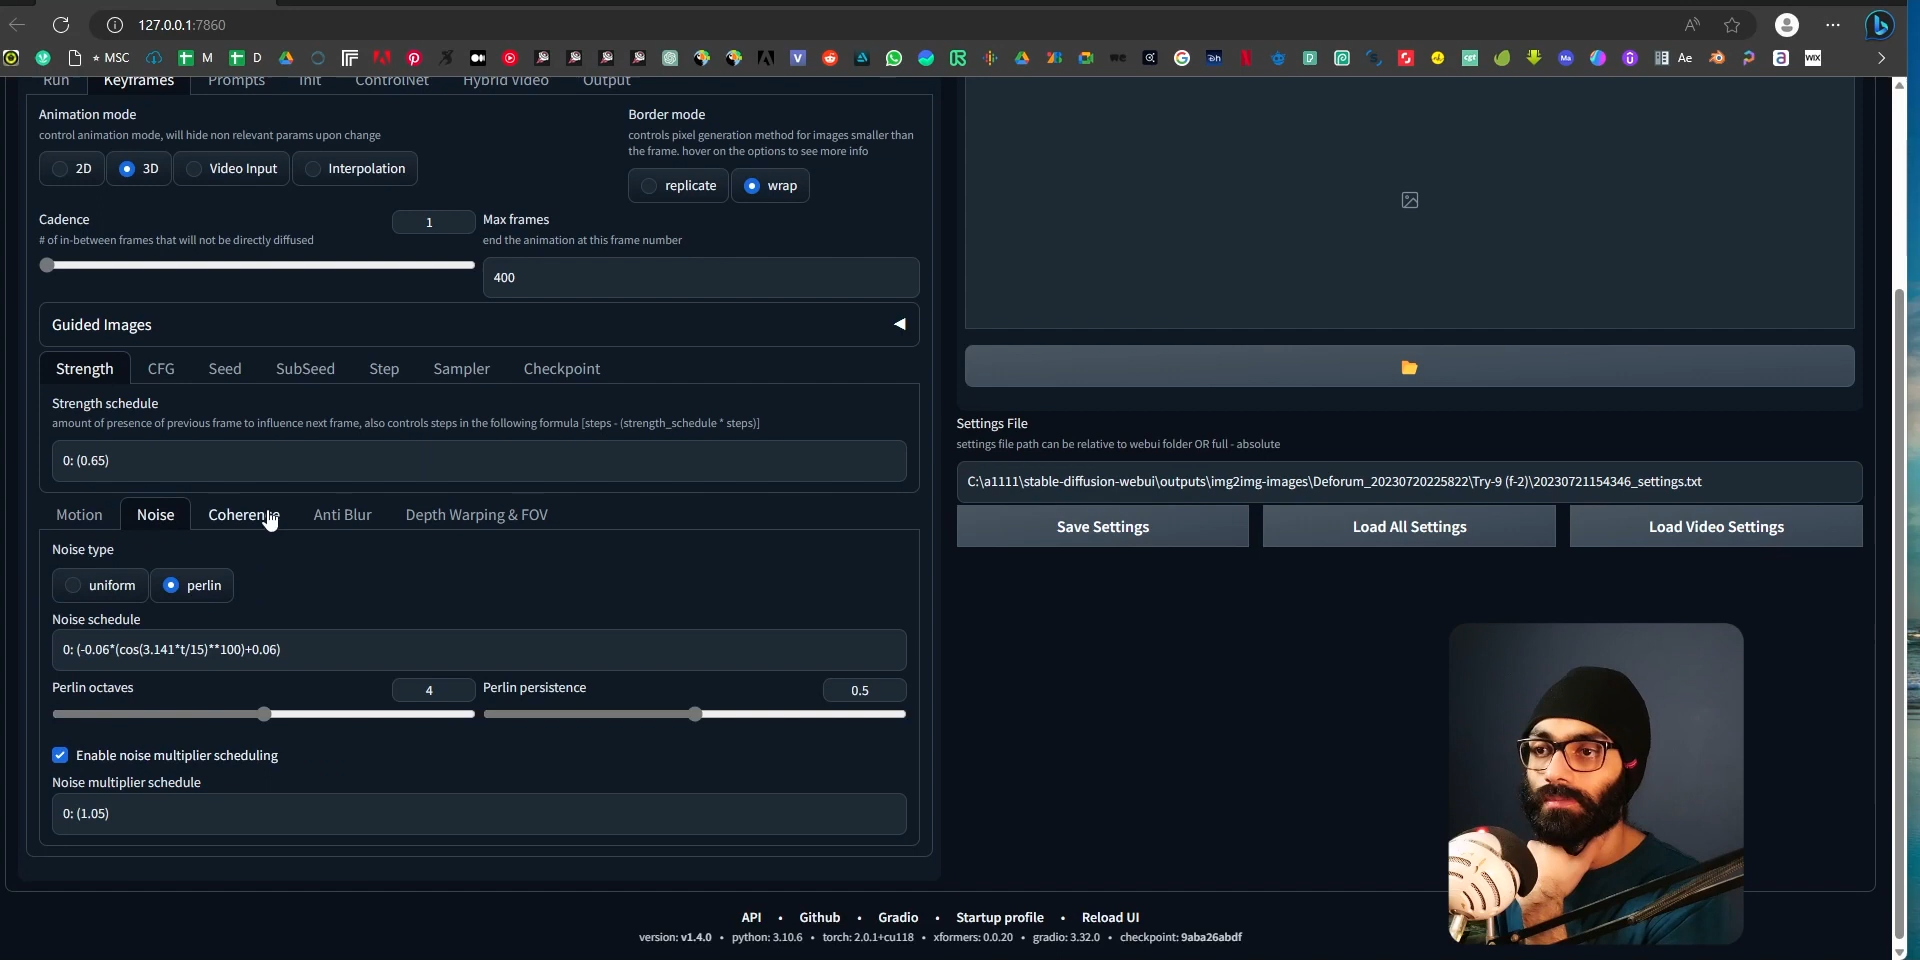 127.0.0.1:7860
MSC
M
D
Ae
WiX
Run Keyframes Prompts Init ControlNet Hybrid Video Output
Animation mode
control animation mode, will hide non relevant params upon change
2D 3D Video Input Interpolation
Border mode
controls pixel generation method for images smaller than
the frame. hover on the options to see more info
replicate wrap
Cadence
# of in-between frames that will not be directly diffused
1
Max frames
end the animation at this frame number
400
Guided Images
Strength CFG Seed SubSeed Step Sampler Checkpoint
Strength schedule
amount of presence of previous frame to influence next frame, also controls steps in the following formula [steps - (strength_schedule * steps)]
0: (0.65)
Motion Noise Coherence Anti Blur Depth Warping & FOV
Noise type
uniform perlin
Noise schedule
0: (-0.06*(cos(3.141*t/15)**100)+0.06)
Perlin octaves 4
Perlin persistence 0.5
Enable noise multiplier scheduling
Noise multiplier schedule
0: (1.05)
Settings File
settings file path can be relative to webui folder OR full - absolute
C:\a1111\stable-diffusion-webui\outputs\img2img-images\Deforum_20230720225822\Try-9 (f-2)\20230721154346_settings.txt
Save Settings Load All Settings Load Video Settings
API • Github • Gradio • Startup profile • Reload UI
version: v1.4.0 • python: 3.10.6 • torch: 2.0.1+cu118 • xformers: 0.0.20 • gradio: 3.32.0 • checkpoint: 9aba26abdf